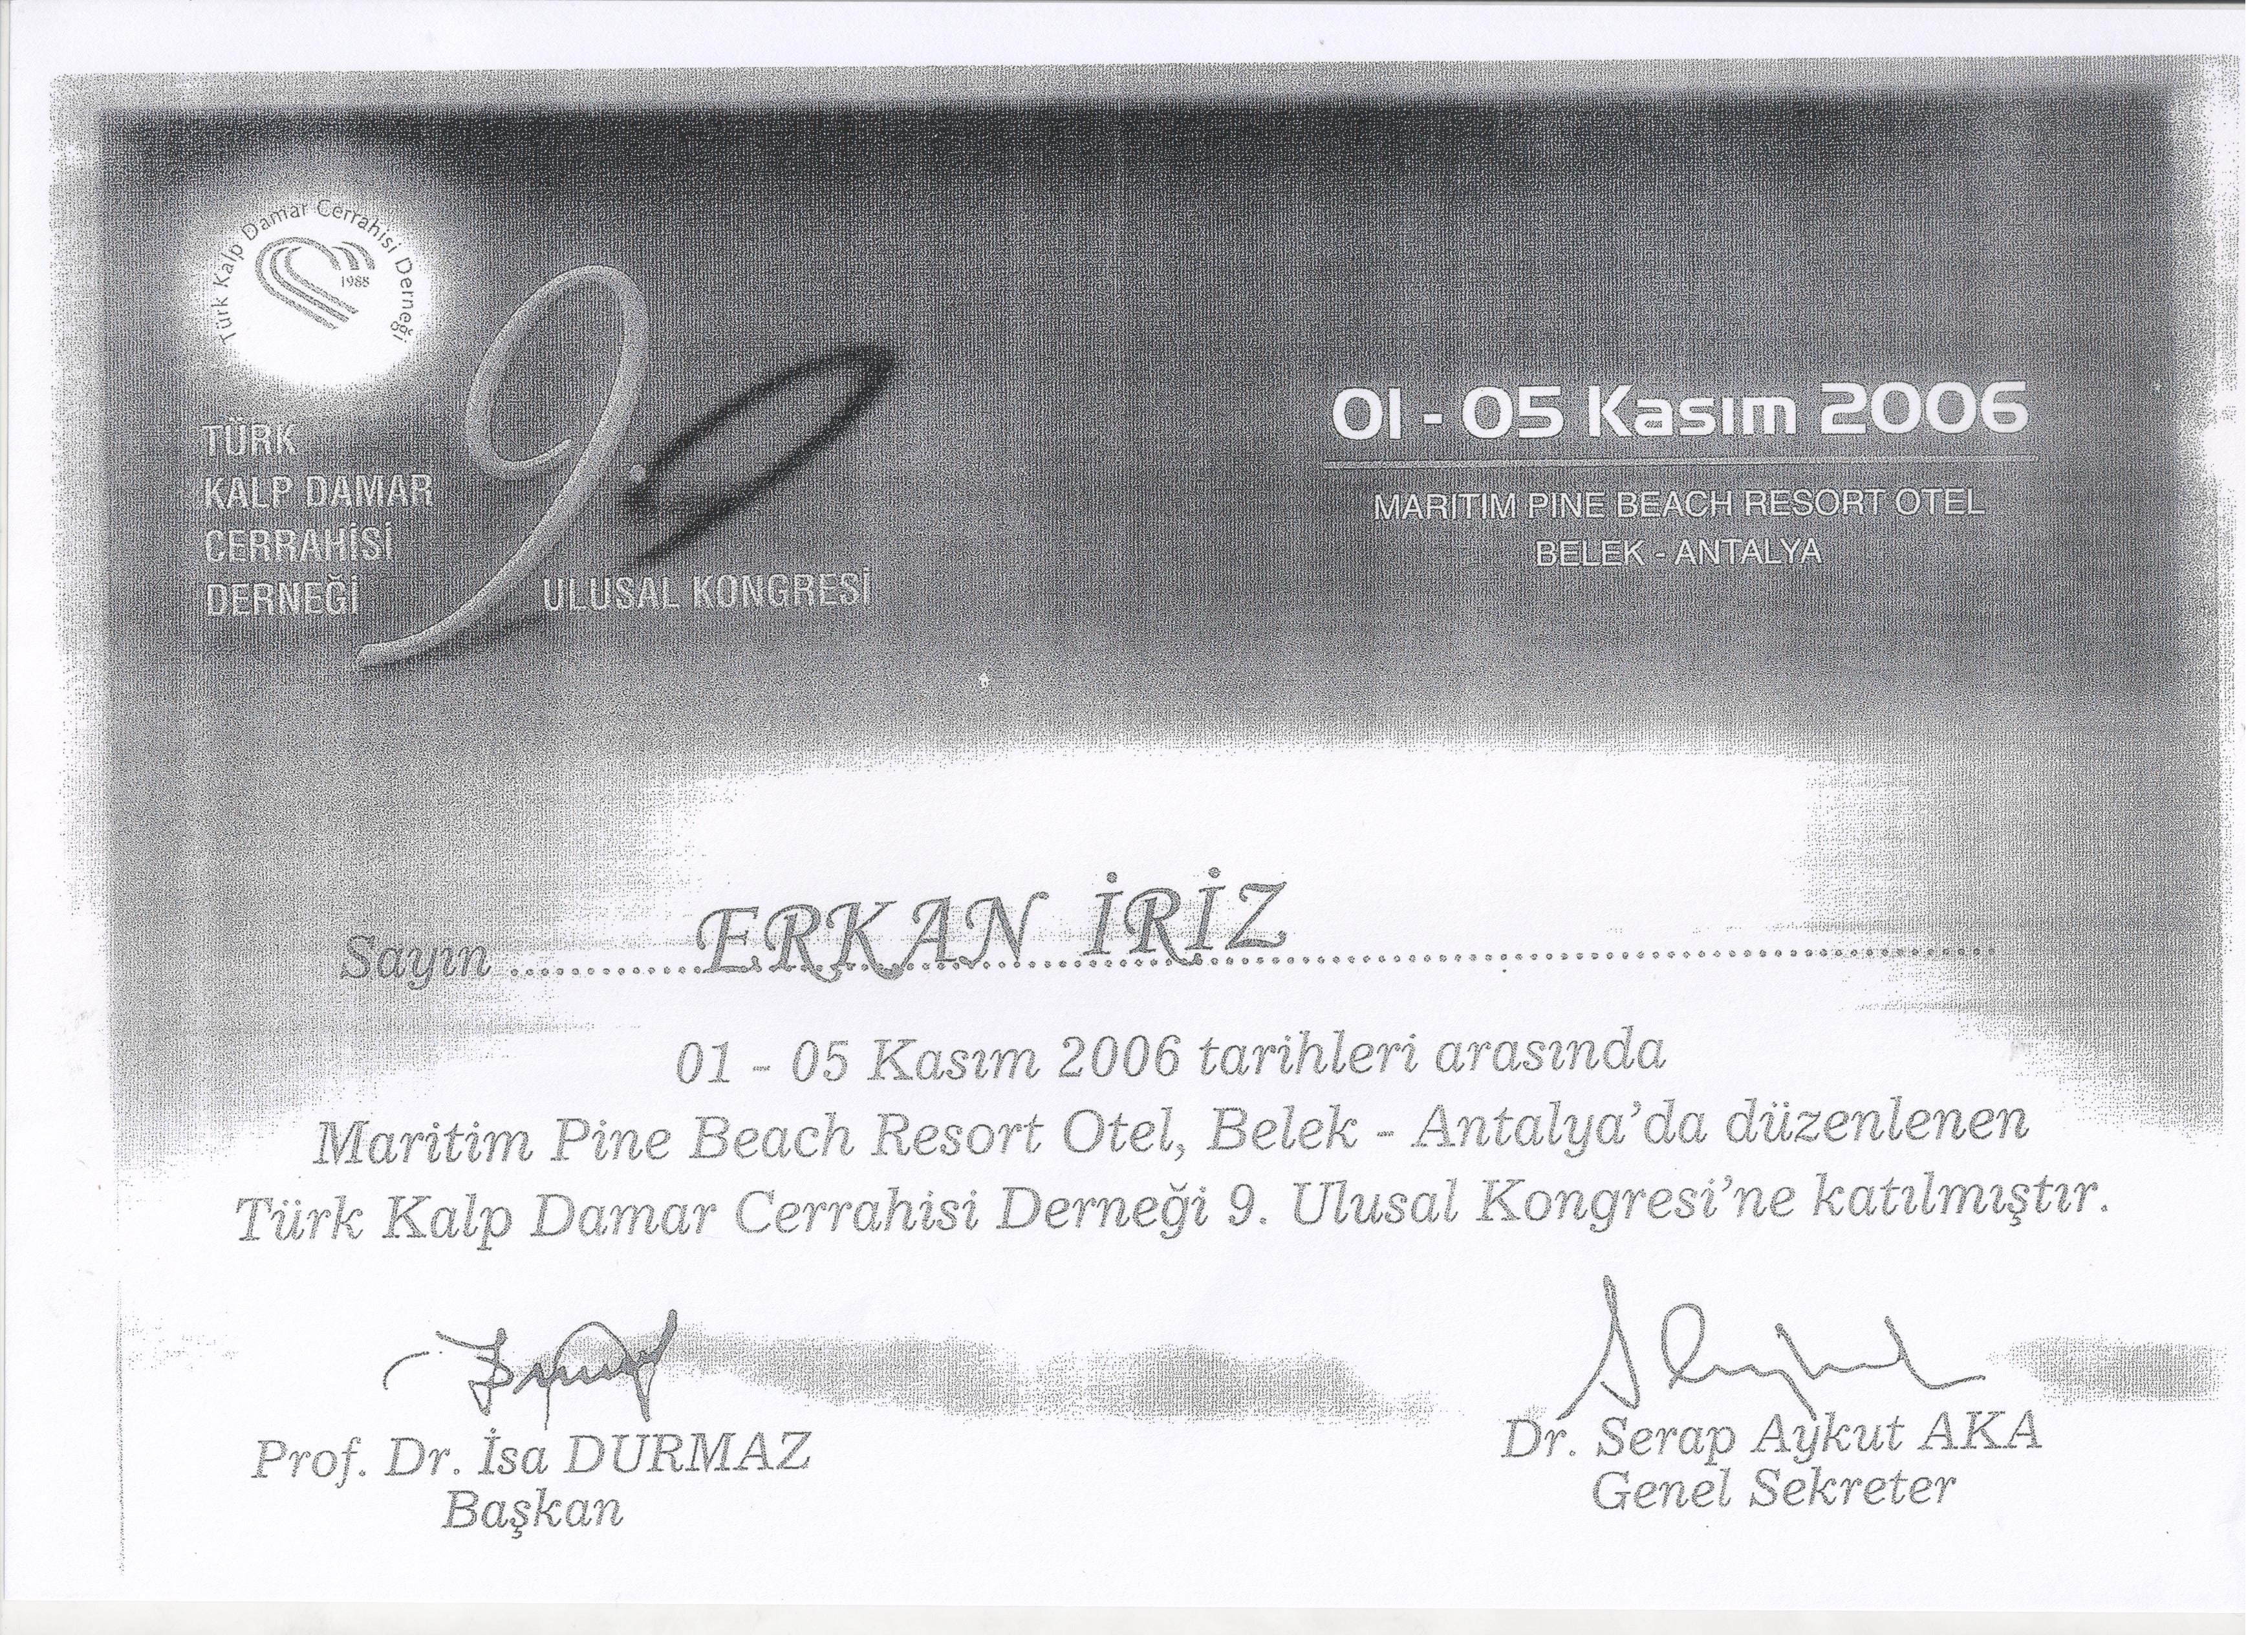 Türk Kalp Damar Cerrahisi Derneği
1988
TÜRK
KALP DAMAR
CERRAHİSİ
DERNEĞİ
9.
ULUSAL KONGRESİ
01 - 05 Kasım 2006
MARITIM PINE BEACH RESORT OTEL
BELEK - ANTALYA
Sayın ERKAN İRİZ
01 - 05 Kasım 2006 tarihleri arasında
Maritim Pine Beach Resort Otel, Belek - Antalya'da düzenlenen
Türk Kalp Damar Cerrahisi Derneği 9. Ulusal Kongresi'ne katılmıştır.
Prof. Dr. İsa DURMAZ
Başkan
Dr. Serap Aykut AKA
Genel Sekreter